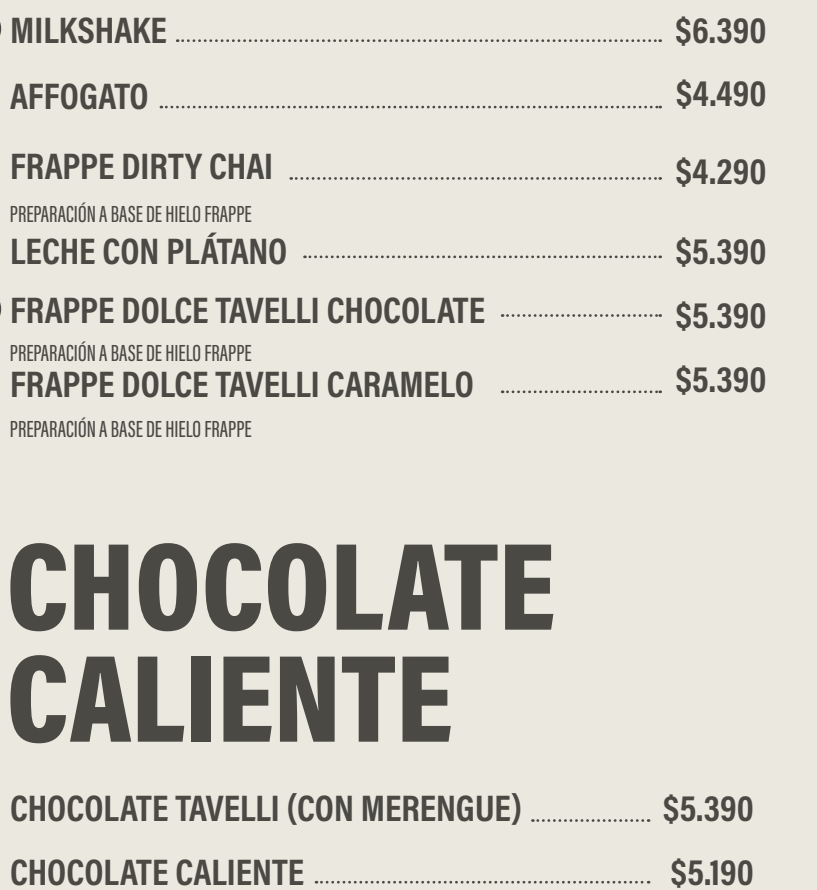 MILKSHAKE $6.390
AFFOGATO $4.490
FRAPPE DIRTY CHAI $4.290
PREPARACIÓN A BASE DE HIELO FRAPPE
LECHE CON PLÁTANO $5.390
FRAPPE DOLCE TAVELLI CHOCOLATE $5.390
PREPARACIÓN A BASE DE HIELO FRAPPE
FRAPPE DOLCE TAVELLI CARAMELO $5.390
PREPARACIÓN A BASE DE HIELO FRAPPE
CHOCOLATE
CALIENTE
CHOCOLATE TAVELLI (CON MERENGUE) $5.390
CHOCOLATE CALIENTE $5.190